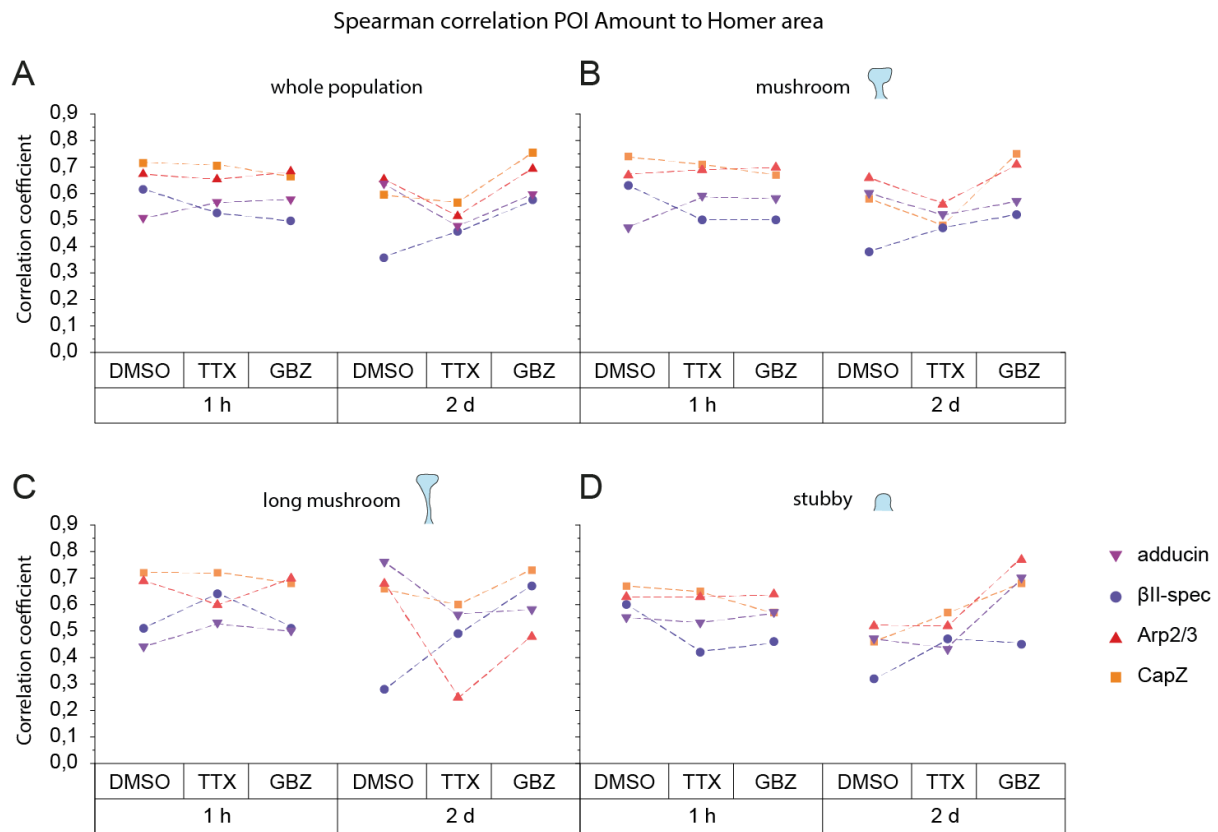 Spearman correlation POI Amount to Homer area
A
whole population
B
mushroom
Correlation coefficient
0,9
0,8
0,7
0,6
0,5
0,4
0,3
0,2
0,1
0,0
DMSO TTX GBZ DMSO TTX GBZ
1 h 2 d
DMSO TTX GBZ DMSO TTX GBZ
1 h 2 d
C
long mushroom
D
stubby
Correlation coefficient
0,9
0,8
0,7
0,6
0,5
0,4
0,3
0,2
0,1
0,0
DMSO TTX GBZ DMSO TTX GBZ
1 h 2 d
DMSO TTX GBZ DMSO TTX GBZ
1 h 2 d
adducin
βII-spec
Arp2/3
CapZ